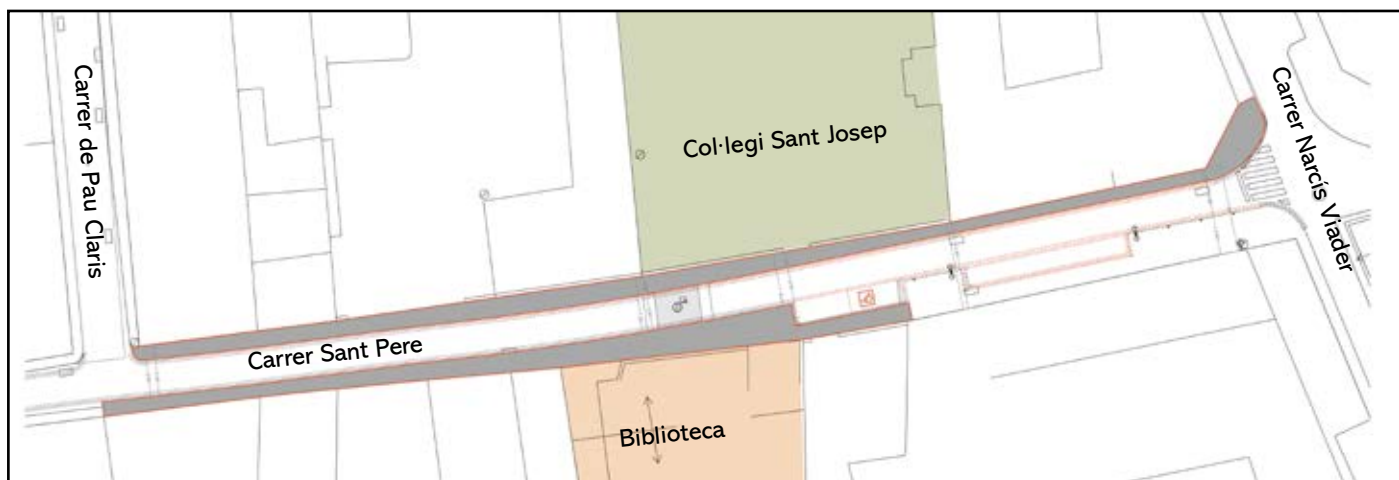 Carrer de Pau Claris
Col·legi Sant Josep
Carrer Narcís Viader
Carrer Sant Pere
Biblioteca